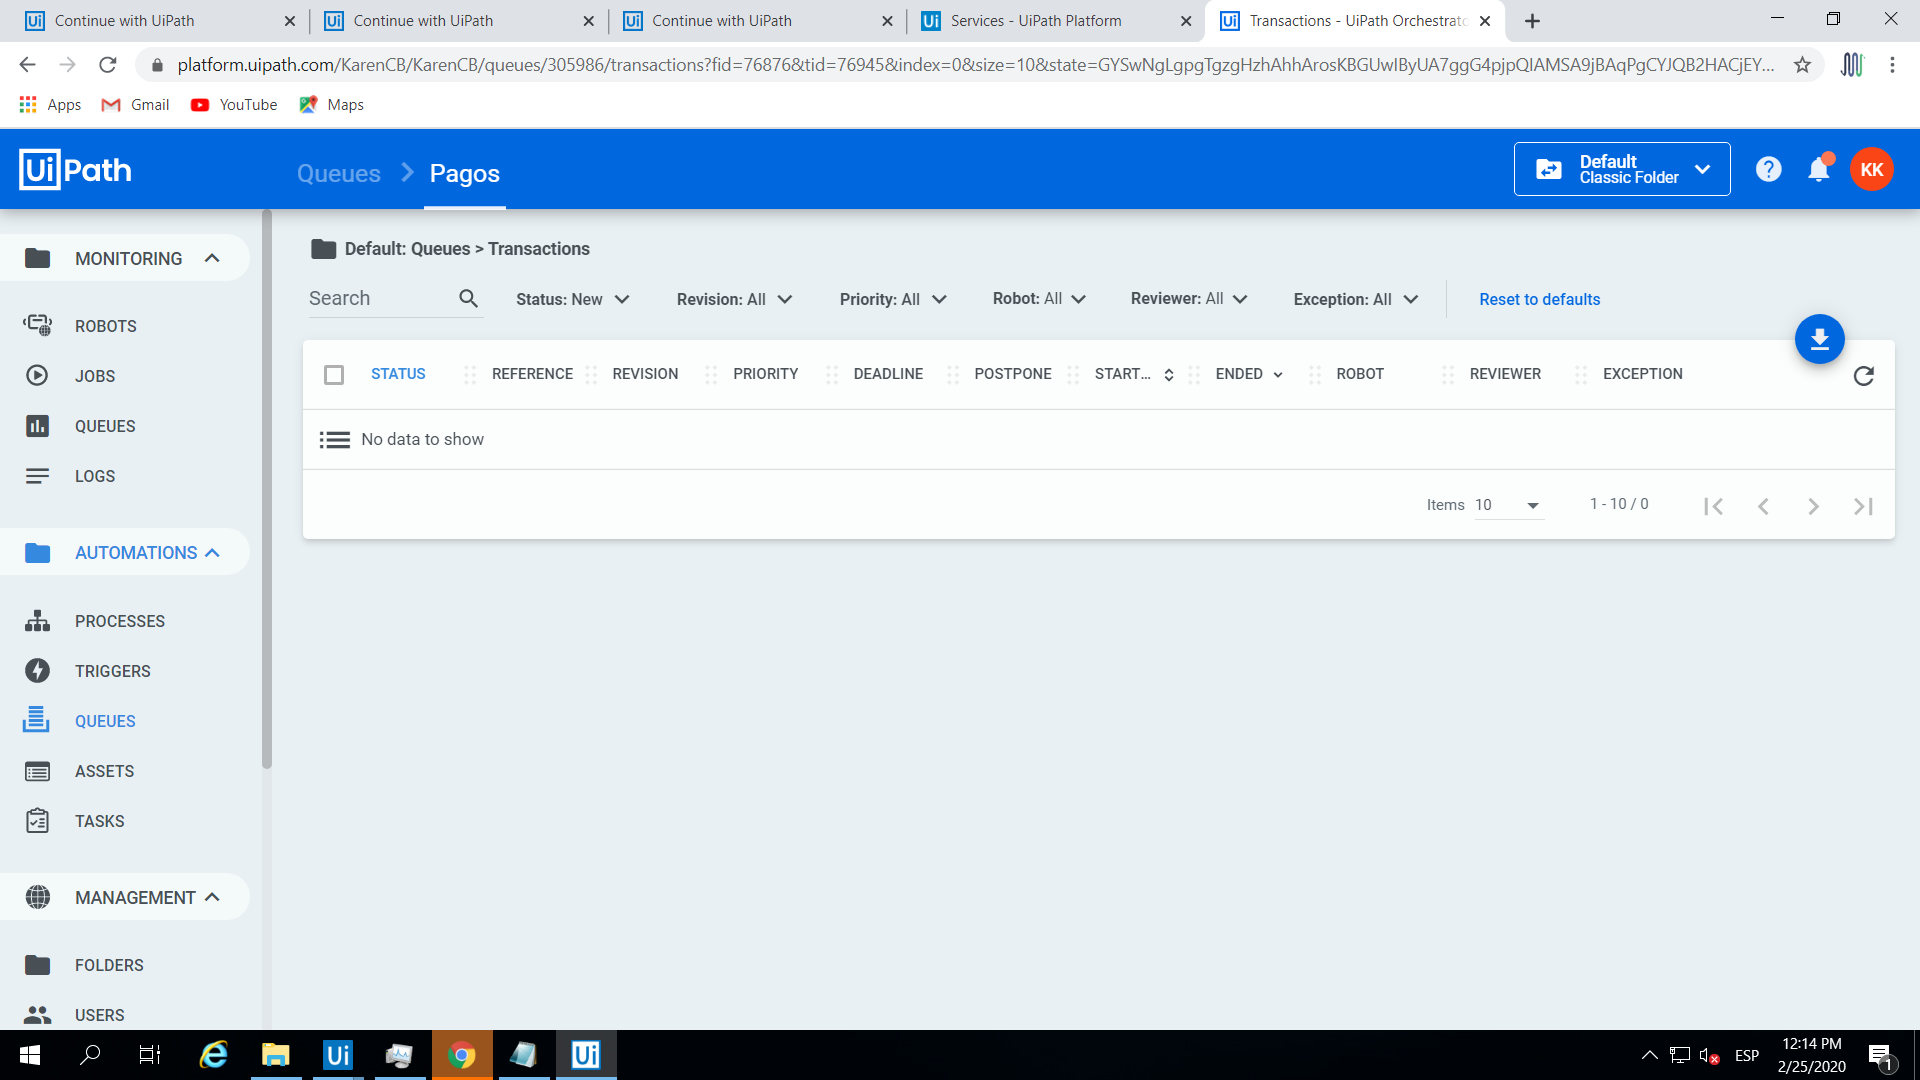 Continue with UiPath
Continue with UiPath
Continue with UiPath
Services - UiPath Platform
Transactions - UiPath Orchestrato
platform.uipath.com/KarenCB/KarenCB/queues/305986/transactions?fid=76876&tid=76945&index=0&size=10&state=GYSwNgLgpgTgzgHzhAhhArosKBGUwIByUA7ggG4pjpQIAMSA9jBAqPgCYJQB2HACjEY...
Apps
Gmail
YouTube
Maps
UiPath
Queues
Pagos
Default
Classic Folder
KK
MONITORING
ROBOTS
JOBS
QUEUES
LOGS
AUTOMATIONS
PROCESSES
TRIGGERS
QUEUES
ASSETS
TASKS
MANAGEMENT
FOLDERS
USERS
Default: Queues > Transactions
Search
Status: New
Revision: All
Priority: All
Robot: All
Reviewer: All
Exception: All
Reset to defaults
STATUS REFERENCE REVISION PRIORITY DEADLINE POSTPONE START... ENDED ROBOT REVIEWER EXCEPTION
No data to show
Items 10 1 - 10 / 0
Ui
Ui
ESP
12:14 PM
2/25/2020
1